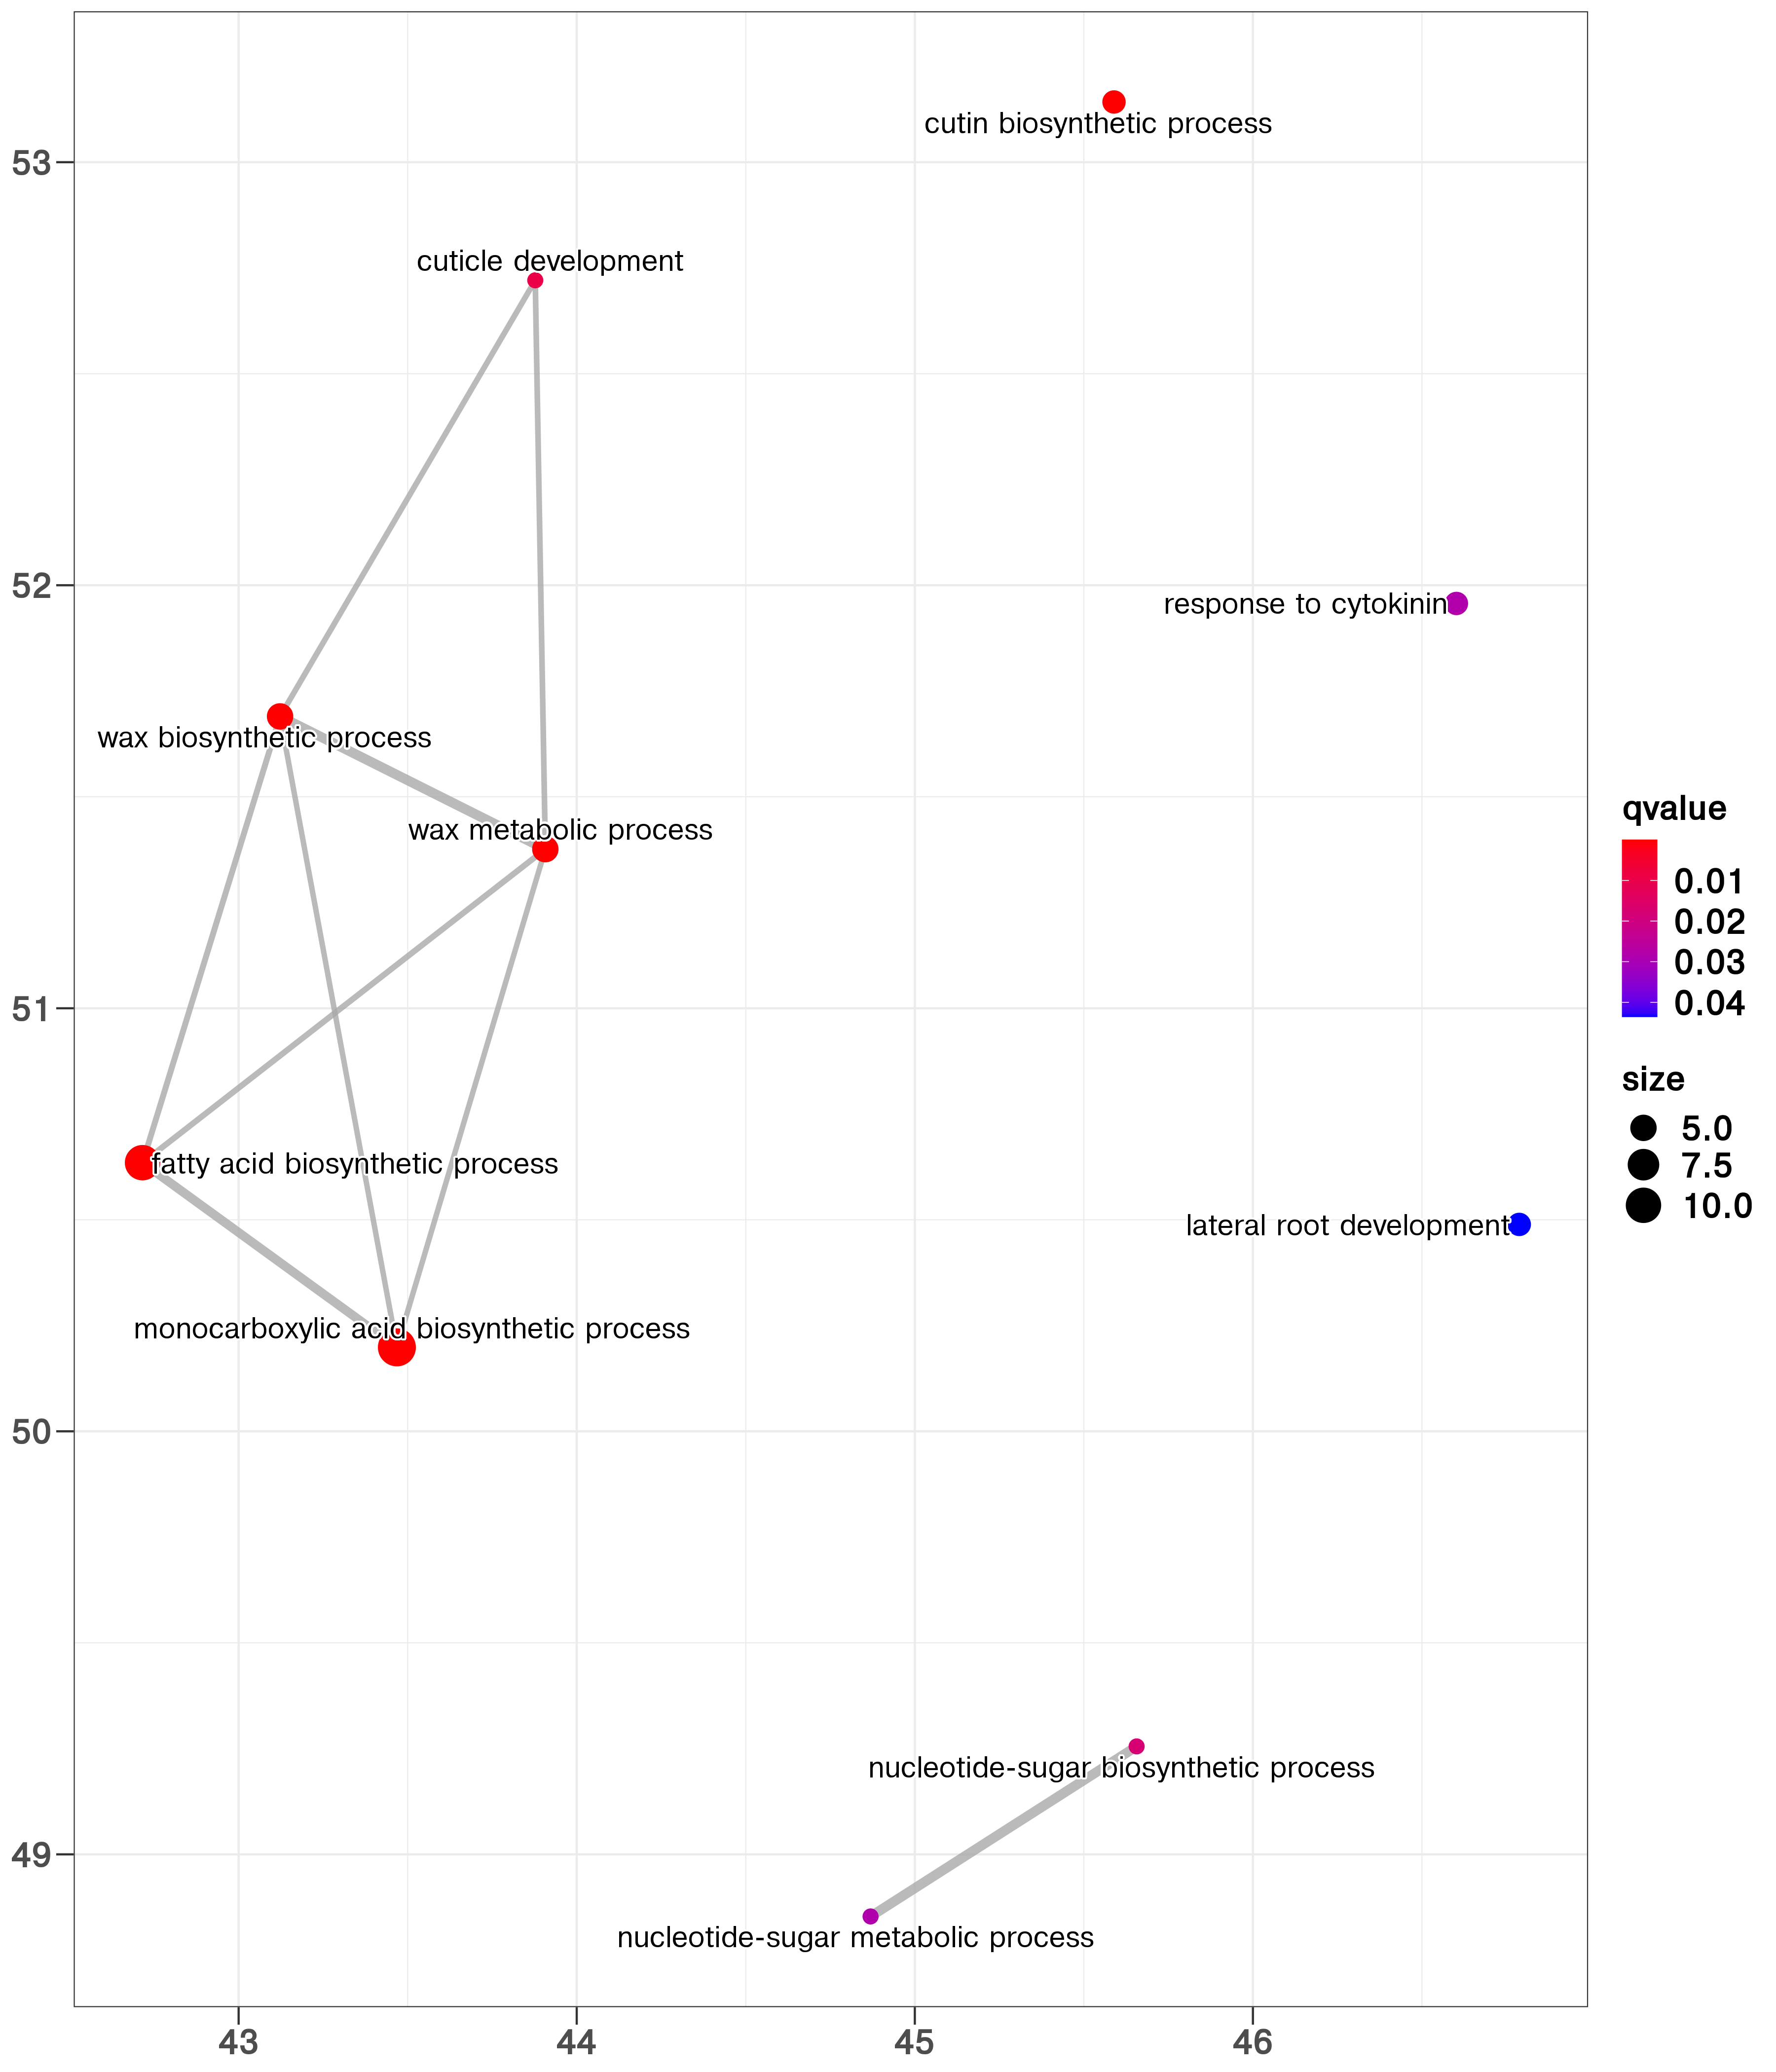 cutin biosynthetic process
53
cuticle development
52
response to cytokinin
wax biosynthetic process
wax metabolic process
51
fatty acid biosynthetic process
lateral root development
monocarboxylic acid biosynthetic process
50
nucleotide-sugar biosynthetic process
49
nucleotide-sugar metabolic process
43
44
45
46
qvalue
0.01
0.02
0.03
0.04
size
5.0
7.5
10.0